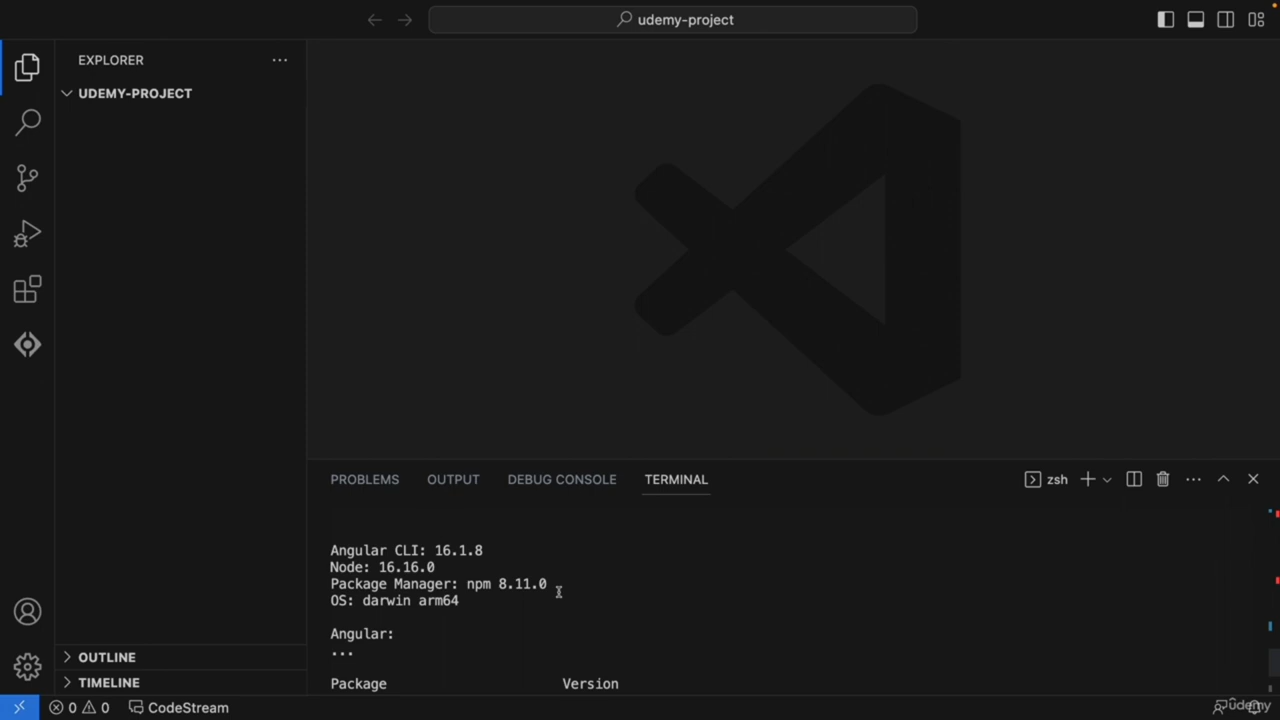 udemy-project
EXPLORER
UDEMY-PROJECT
PROBLEMS OUTPUT DEBUG CONSOLE TERMINAL
zsh
Angular CLI: 16.1.8
Node: 16.16.0
Package Manager: npm 8.11.0
OS: darwin arm64
Angular:
...
Package Version
OUTLINE
TIMELINE
0 0 CodeStream
udemy